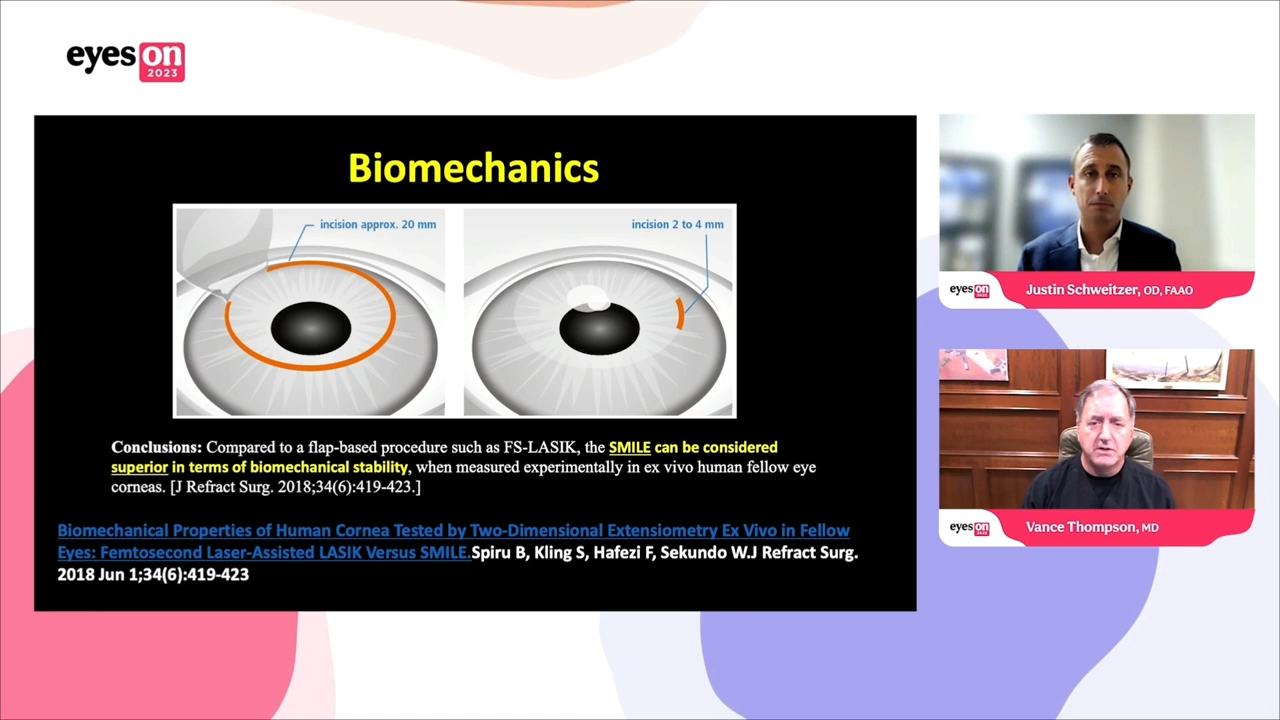 eyes on
2023
Biomechanics
incision approx. 20 mm
incision 2 to 4 mm
Conclusions: Compared to a flap-based procedure such as FS-LASIK, the SMILE can be considered
superior in terms of biomechanical stability, when measured experimentally in ex vivo human fellow eye
corneas. [J Refract Surg. 2018;34(6):419-423.]
Biomechanical Properties of Human Cornea Tested by Two-Dimensional Extensiometry Ex Vivo in Fellow
Eyes: Femtosecond Laser-Assisted LASIK Versus SMILE.Spiru B, Kling S, Hafezi F, Sekundo W.J Refract Surg.
2018 Jun 1;34(6):419-423
eyes on
2023
Justin Schweitzer, OD, FAAO
eyes on
2023
Vance Thompson, MD